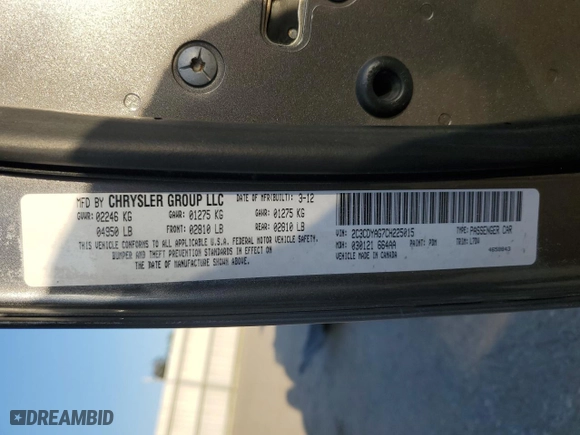 MFD BY CHRYSLER GROUP LLC DATE OF MFR(BUILT): 3-12
GVWR: 02246 KG GAWR: 01275 KG GAWR: 01275 KG
04950 LB FRONT: 02810 LB REAR: 02810 LB
THIS VEHICLE CONFORMS TO ALL APPLICABLE U.S.A. FEDERAL MOTOR VEHICLE SAFETY,
BUMPER AND THEFT PREVENTION STANDARDS IN EFFECT ON THE
DATE OF MANUFACTURE SHOWN ABOVE.
VIN: 2C3CDYAG7CH225015 TYPE: PASSENGER CAR
MDH: 030121 664AA PAINT: PDM TRIM: L7DV
VEHICLE MADE IN CANADA
DREAMBID